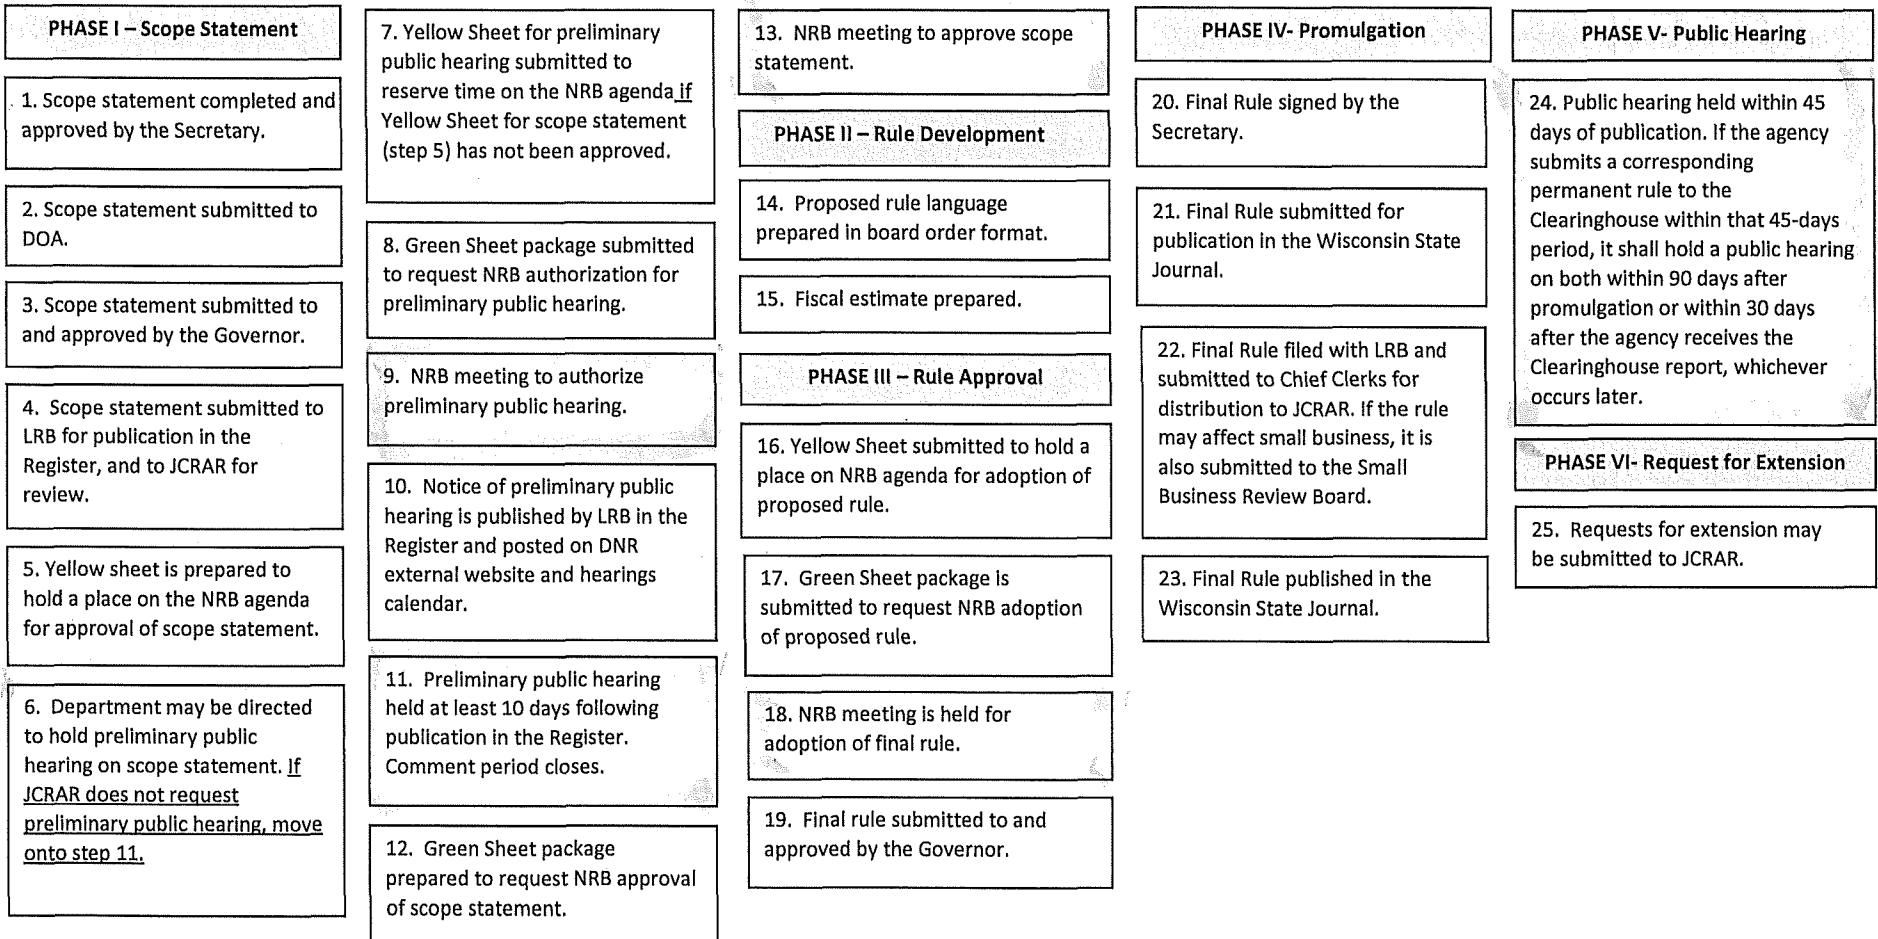 PHASE I – Scope Statement
1. Scope statement completed and
approved by the Secretary.
2. Scope statement submitted to
DOA.
3. Scope statement submitted to
and approved by the Governor.
4. Scope statement submitted to
LRB for publication in the
Register, and to JCRAR for
review.
5. Yellow sheet is prepared to
hold a place on the NRB agenda
for approval of scope statement.
6. Department may be directed
to hold preliminary public
hearing on scope statement. If
JCRAR does not request
preliminary public hearing, move
onto step 11.
7. Yellow Sheet for preliminary
public hearing submitted to
reserve time on the NRB agenda if
Yellow Sheet for scope statement
(step 5) has not been approved.
8. Green Sheet package submitted
to request NRB authorization for
preliminary public hearing.
9. NRB meeting to authorize
preliminary public hearing.
10. Notice of preliminary public
hearing is published by LRB in the
Register and posted on DNR
external website and hearings
calendar.
11. Preliminary public hearing
held at least 10 days following
publication in the Register.
Comment period closes.
12. Green Sheet package
prepared to request NRB approval
of scope statement.
13. NRB meeting to approve scope
statement.
PHASE II – Rule Development
14. Proposed rule language
prepared in board order format.
15. Fiscal estimate prepared.
PHASE III – Rule Approval
16. Yellow Sheet submitted to hold a
place on NRB agenda for adoption of
proposed rule.
17. Green Sheet package is
submitted to request NRB adoption
of proposed rule.
18. NRB meeting is held for
adoption of final rule.
19. Final rule submitted to and
approved by the Governor.
PHASE IV- Promulgation
20. Final Rule signed by the
Secretary.
21. Final Rule submitted for
publication in the Wisconsin State
Journal.
22. Final Rule filed with LRB and
submitted to Chief Clerks for
distribution to JCRAR. If the rule
may affect small business, it is
also submitted to the Small
Business Review Board.
23. Final Rule published in the
Wisconsin State Journal.
PHASE V- Public Hearing
24. Public hearing held within 45
days of publication. If the agency
submits a corresponding
permanent rule to the
Clearinghouse within that 45-days
period, it shall hold a public hearing
on both within 90 days after
promulgation or within 30 days
after the agency receives the
Clearinghouse report, whichever
occurs later.
PHASE VI- Request for Extension
25. Requests for extension may
be submitted to JCRAR.